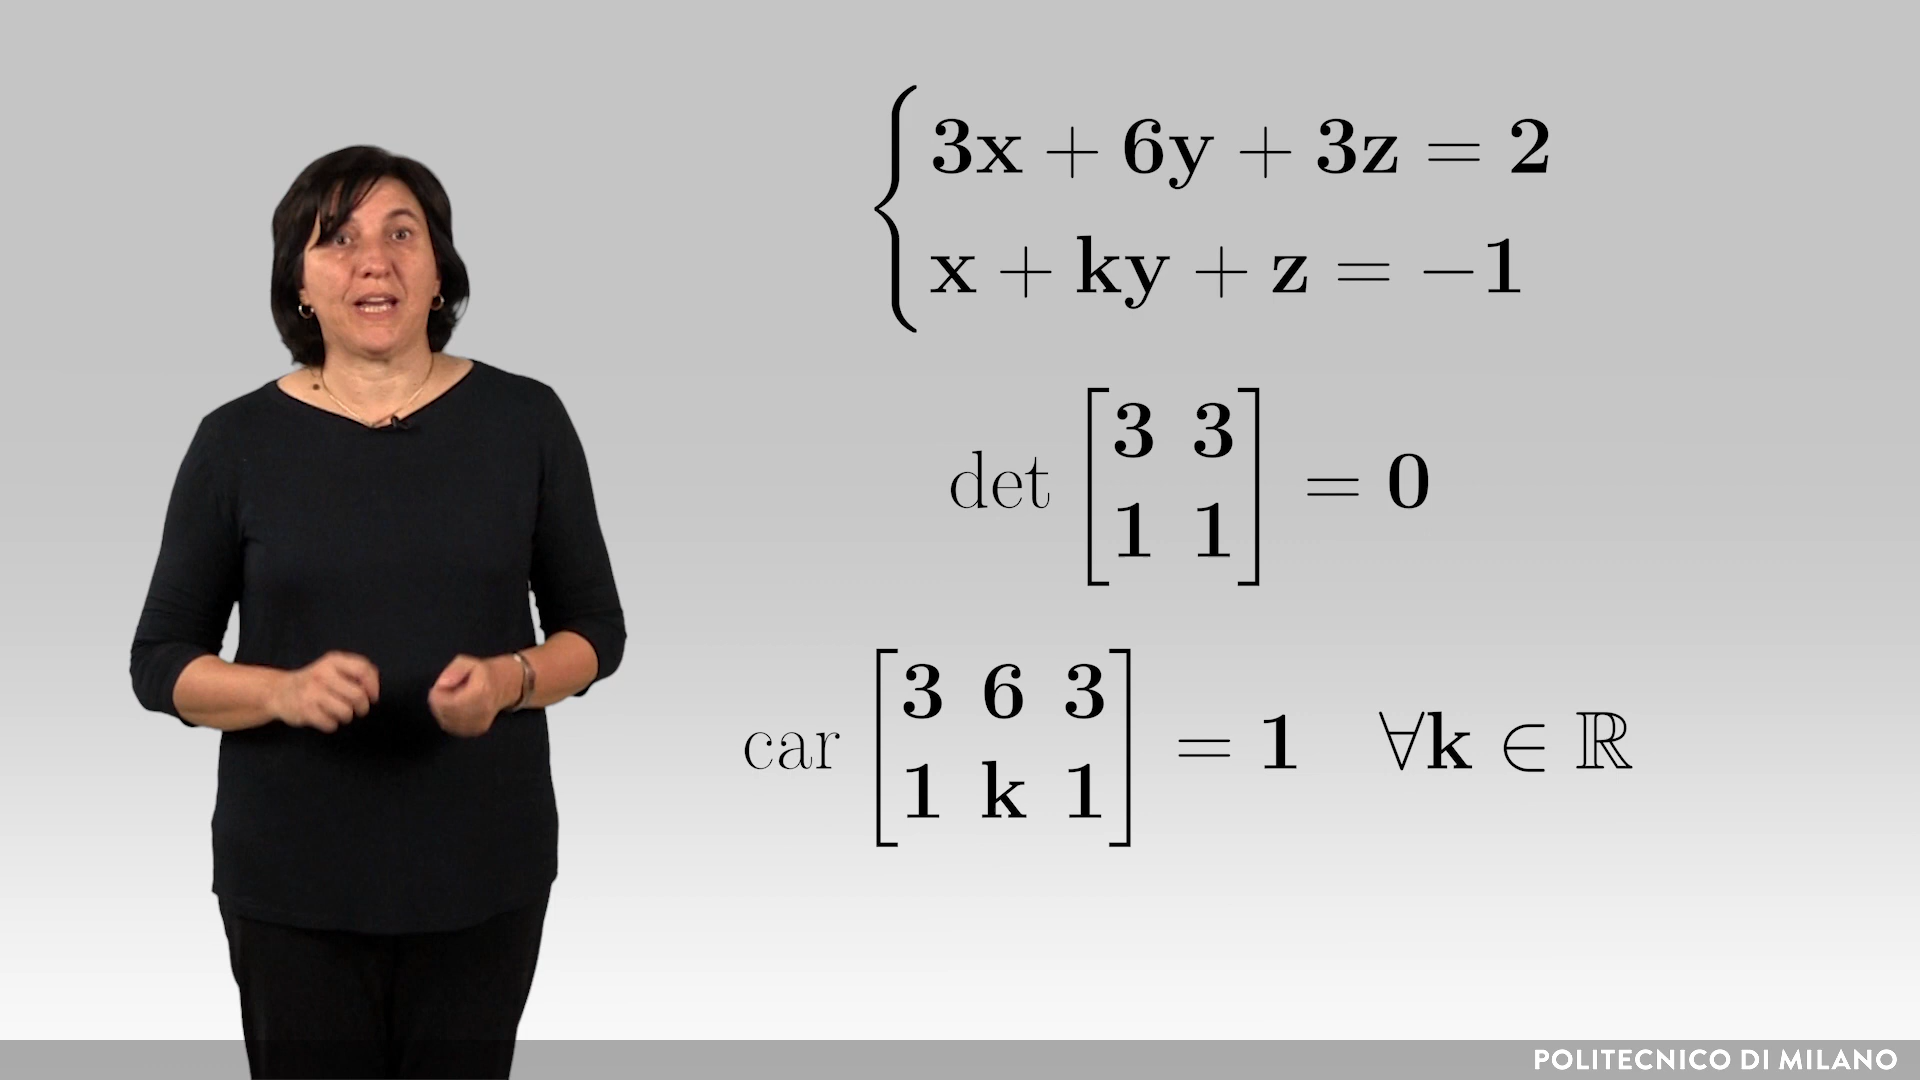 3x + 6y + 3z = 2
x + ky + z = −1
det [3 3
1 1] = 0
car [3 6 3
1 k 1] = 1 ∀k ∈ ℝ
POLITECNICO DI MILANO